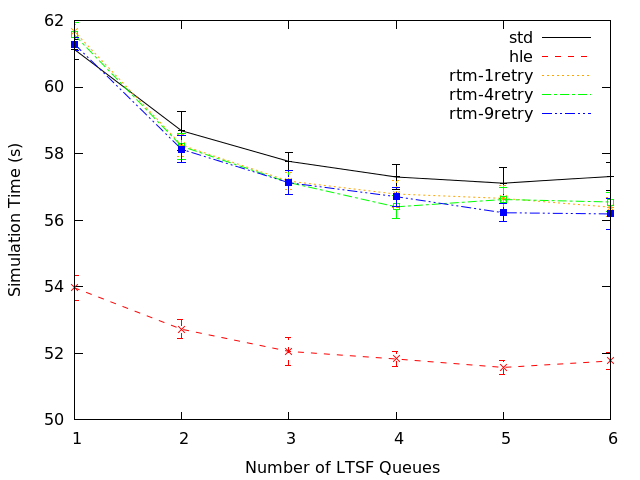 62
60
58
56
54
52
50
Simulation Time (s)
std
hle
rtm-1retry
rtm-4retry
rtm-9retry
1 2 3 4 5 6
Number of LTSF Queues